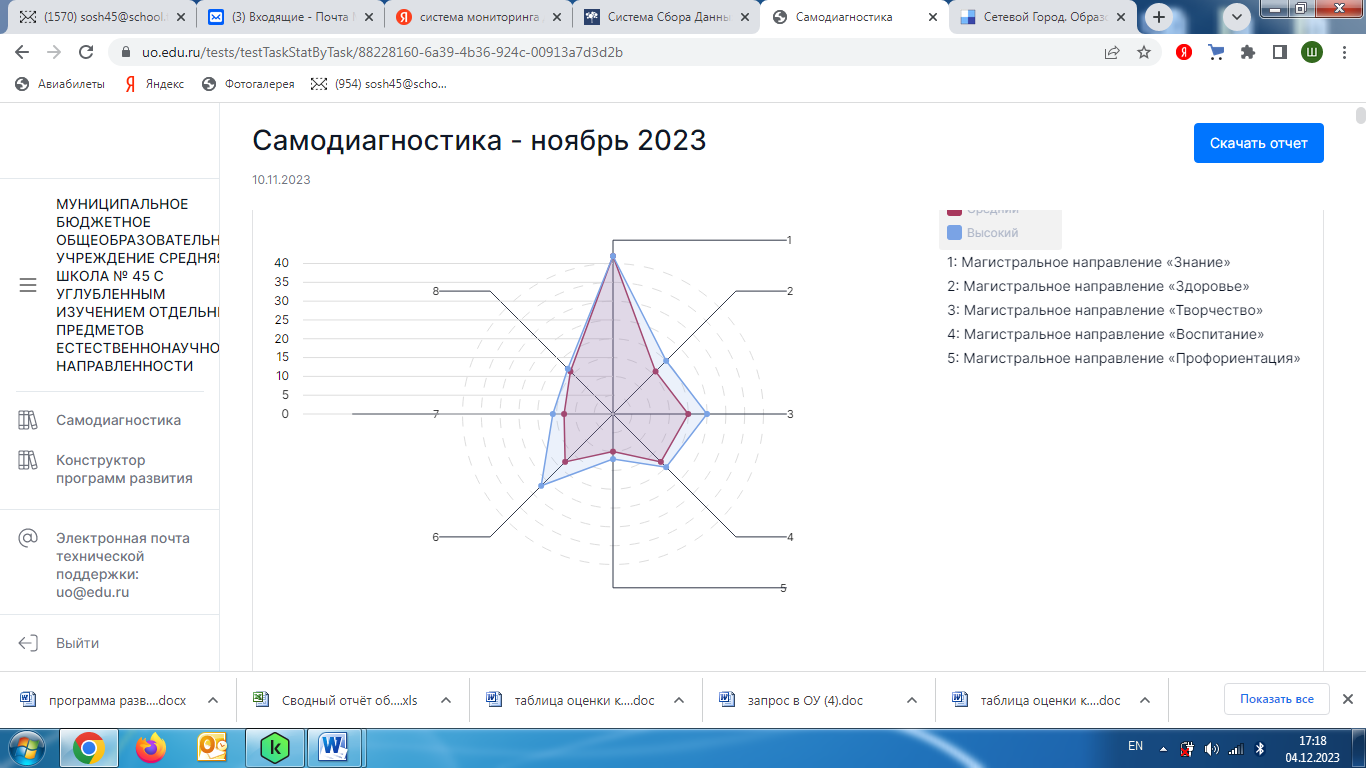 (1570) sosh45@school.
(3) Входящие - Почта
система мониторинга
Система Сбора Данны
Самодиагностика
Сетевой Город. Образо
uo.edu.ru/tests/testTaskStatByTask/88228160-6a39-4b36-924c-00913a7d3d2b
Ш
Авиабилеты
Яндекс
Фотогалерея
(954) sosh45@scho...
Самодиагностика - ноябрь 2023
Скачать отчет
10.11.2023
МУНИЦИПАЛЬНОЕ
БЮДЖЕТНОЕ
ОБЩЕОБРАЗОВАТЕЛЬН
УЧРЕЖДЕНИЕ СРЕДНЯЯ
ШКОЛА № 45 С
УГЛУБЛЕННЫМ
ИЗУЧЕНИЕМ ОТДЕЛЬНЫ
ПРЕДМЕТОВ
ЕСТЕСТВЕННОНАУЧНО
НАПРАВЛЕННОСТИ
Самодиагностика
Конструктор
программ развития
Электронная почта
технической
поддержки:
uo@edu.ru
Выйти
40
35
30
25
20
15
10
5
0
1
2
3
4
5
6
7
8
Средний
Высокий
1: Магистральное направление «Знание»
2: Магистральное направление «Здоровье»
3: Магистральное направление «Творчество»
4: Магистральное направление «Воспитание»
5: Магистральное направление «Профориентация»
программа разв....docx
Сводный отчёт об....xls
таблица оценки к....doc
запрос в ОУ (4).doc
таблица оценки к....doc
Показать все
EN
17:18
04.12.2023